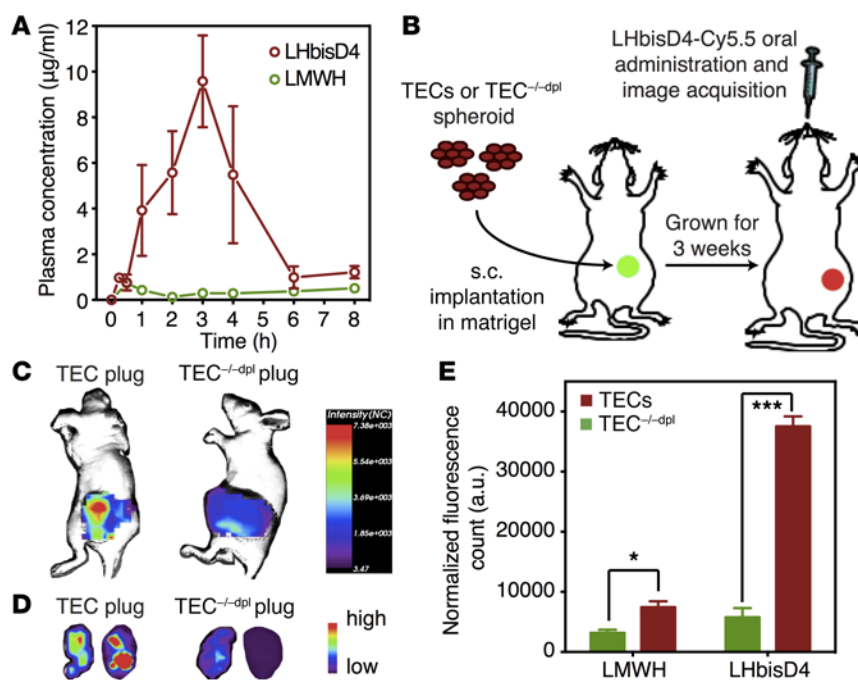 A
Plasma concentration (μg/ml)
12
10
8
6
4
2
0
0 1 2 3 4 5 6 7 8
Time (h)
LHbisD4
LMWH
B
LHbisD4-Cy5.5 oral
administration and
image acquisition
TECs or TEC−/−dpl
spheroid
s.c.
implantation
in matrigel
Grown for
3 weeks
C
TEC plug
TEC−/−dpl plug
Intensity(NC)
7.38e+003
5.54e+003
3.69e+003
1.85e+003
3.47
D
TEC plug
TEC−/−dpl plug
high
low
E
Normalized fluorescence
count (a.u.)
40000
30000
20000
10000
0
TECs
TEC−/−dpl
*
***
LMWH
LHbisD4